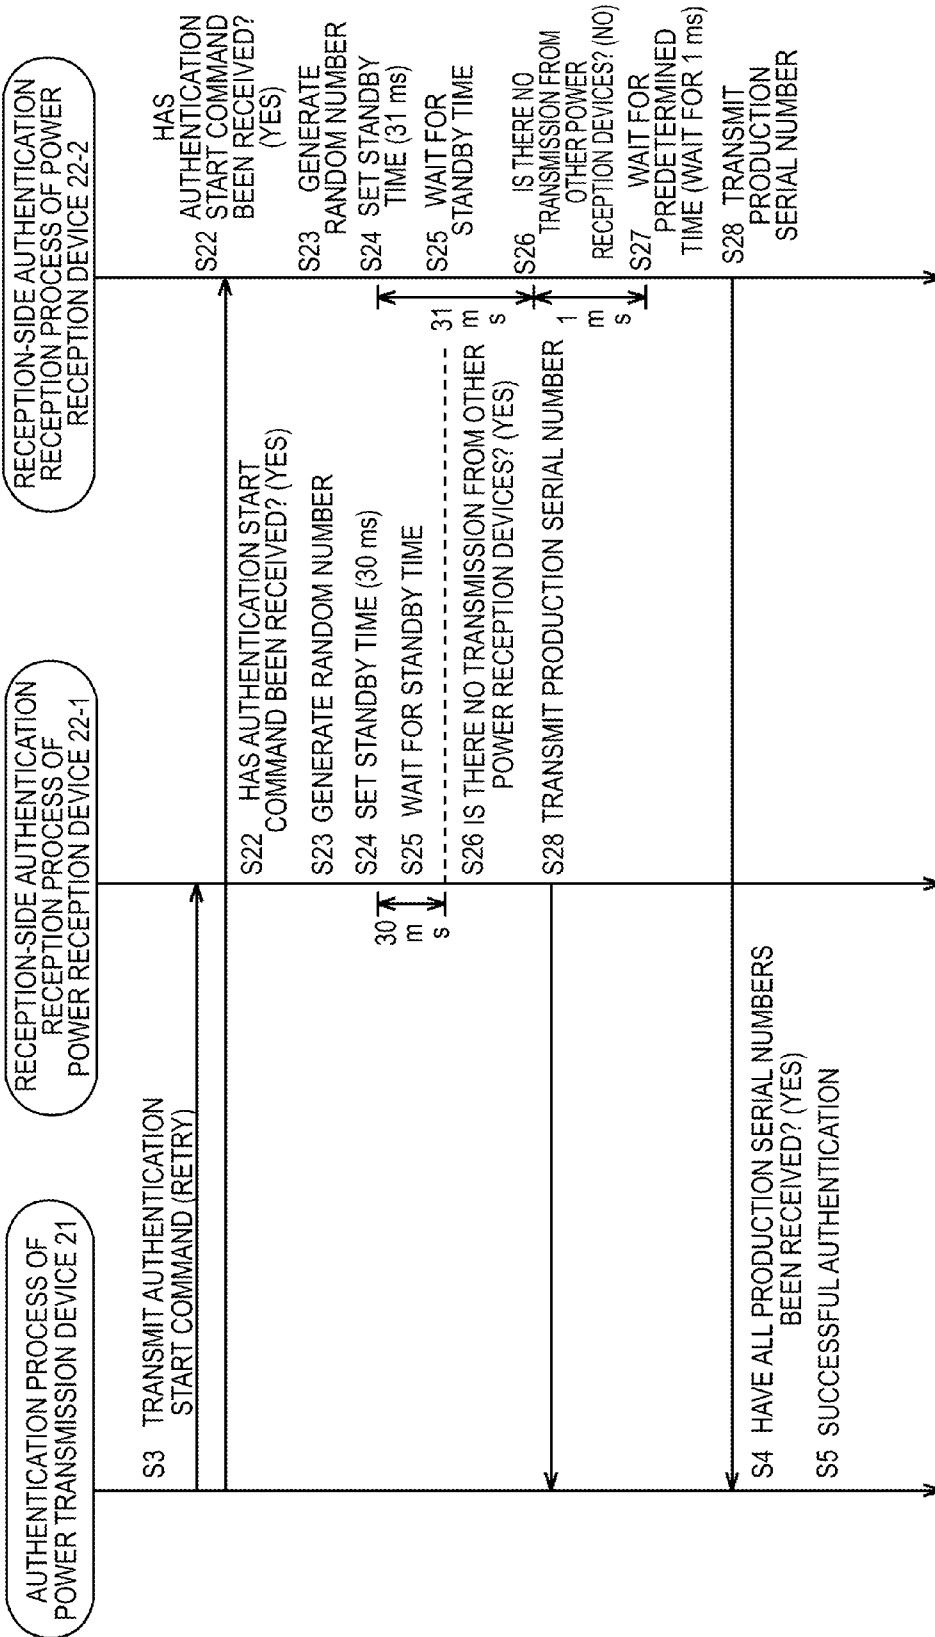 AUTHENTICATION PROCESS OF
POWER TRANSMISSION DEVICE 21
S3 TRANSMIT AUTHENTICATION
START COMMAND (RETRY)
S4 HAVE ALL PRODUCTION SERIAL NUMBERS
BEEN RECEIVED? (YES)
S5 SUCCESSFUL AUTHENTICATION
RECEPTION-SIDE AUTHENTICATION
RECEPTION PROCESS OF
POWER RECEPTION DEVICE 22-1
S22 HAS AUTHENTICATION START
COMMAND BEEN RECEIVED? (YES)
S23 GENERATE RANDOM NUMBER
S24 SET STANDBY TIME (30 ms)
S25 WAIT FOR STANDBY TIME
30
m
s
S26 IS THERE NO TRANSMISSION FROM OTHER
POWER RECEPTION DEVICES? (YES)
S28 TRANSMIT PRODUCTION SERIAL NUMBER
RECEPTION-SIDE AUTHENTICATION
RECEPTION PROCESS OF POWER
RECEPTION DEVICE 22-2
HAS
AUTHENTICATION
S22 START COMMAND
BEEN RECEIVED?
(YES)
S23 GENERATE
RANDOM NUMBER
S24 SET STANDBY
TIME (31 ms)
S25 WAIT FOR
STANDBY TIME
31
m
s
IS THERE NO
S26 TRANSMISSION FROM
OTHER POWER
RECEPTION DEVICES? (NO)
1
m
s
S27 WAIT FOR
PREDETERMINED
TIME (WAIT FOR 1 ms)
S28 TRANSMIT
PRODUCTION
SERIAL NUMBER